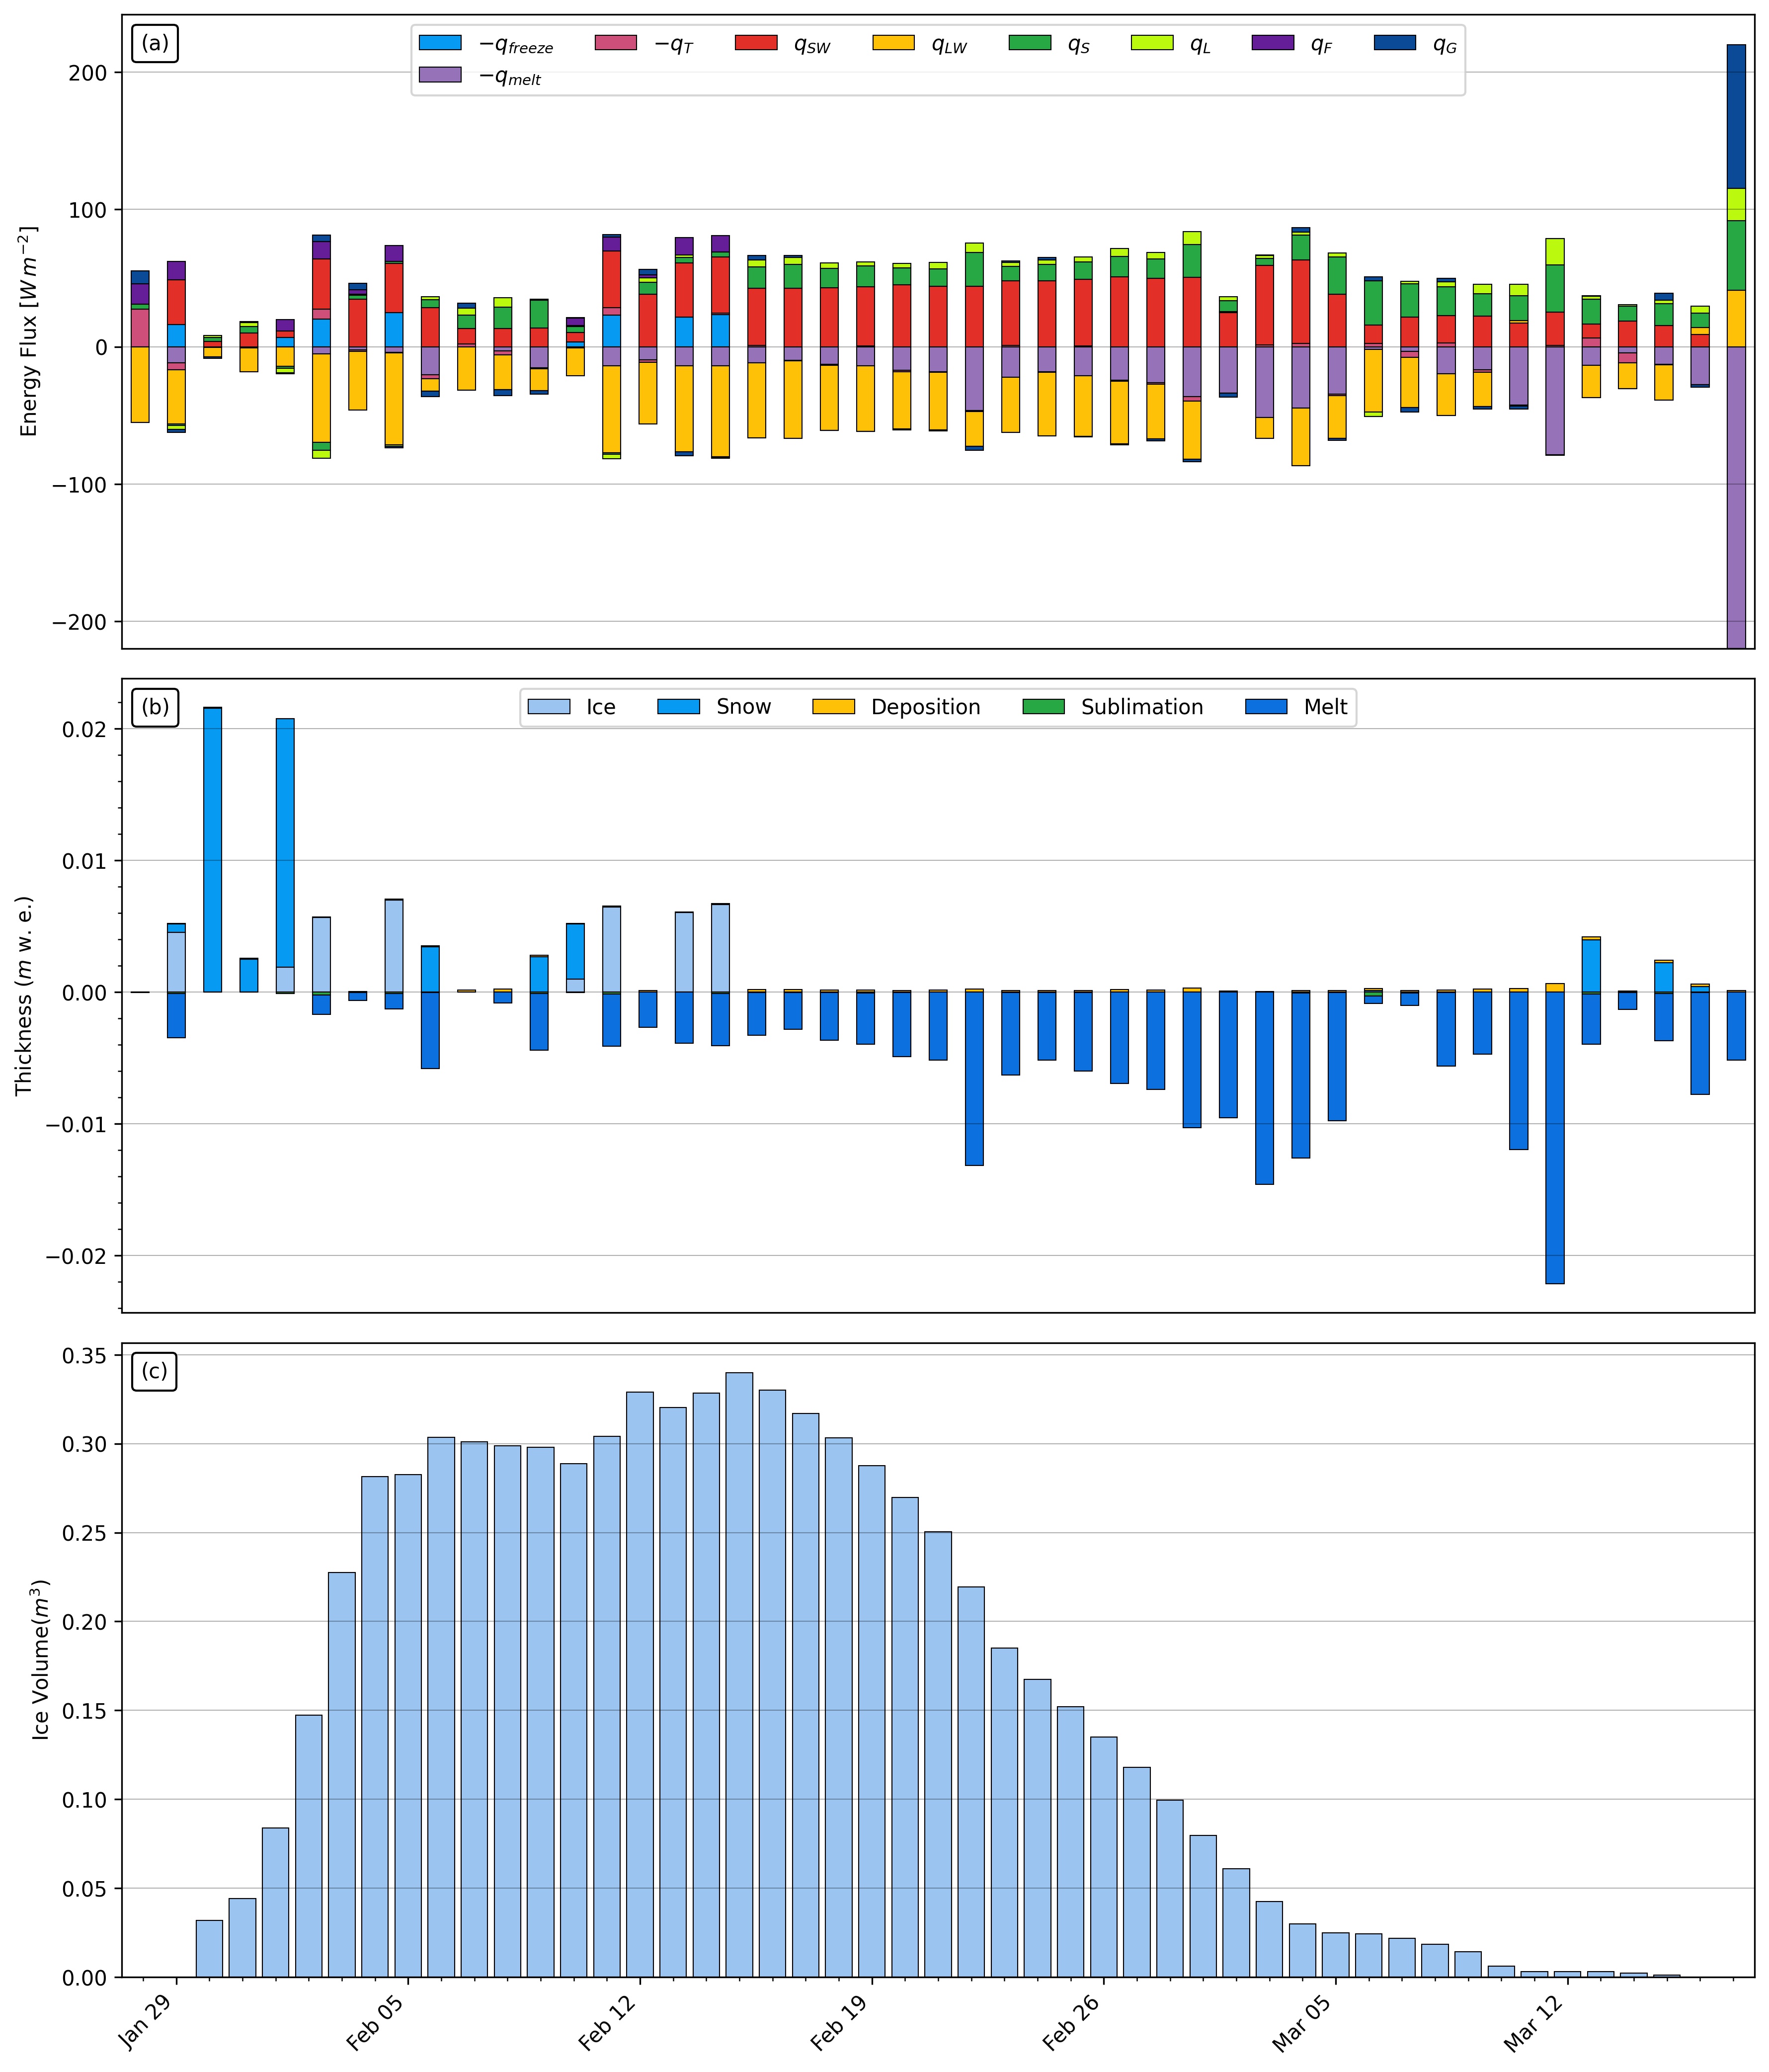 (a)
−q_freeze −q_T q_SW q_LW q_S q_L q_F q_G
−q_melt
200
100
0
−100
−200
Energy Flux [W m⁻²]
(b)
Ice Snow Deposition Sublimation Melt
0.02
0.01
0.00
−0.01
−0.02
Thickness (m w. e.)
(c)
0.35
0.30
0.25
0.20
0.15
0.10
0.05
0.00
Ice Volume(m³)
Jan 29 Feb 05 Feb 12 Feb 19 Feb 26 Mar 05 Mar 12